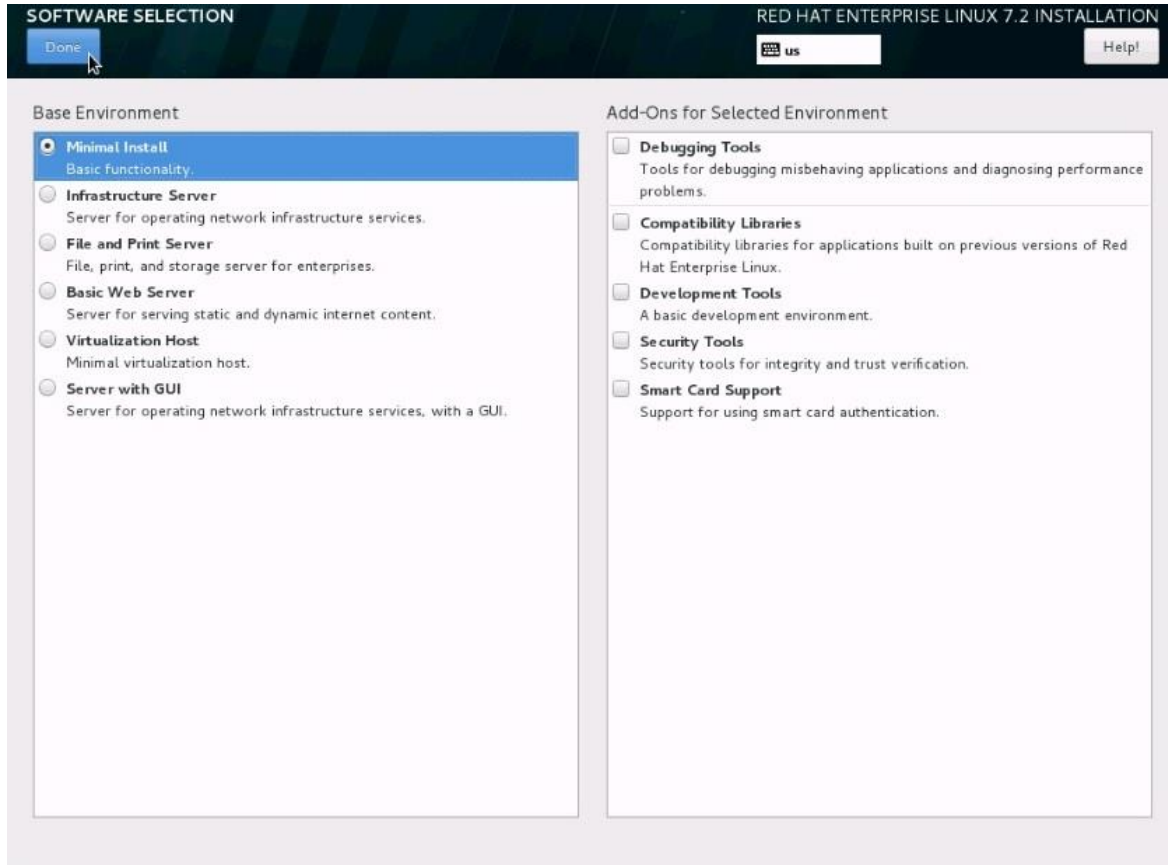 SOFTWARE SELECTION
RED HAT ENTERPRISE LINUX 7.2 INSTALLATION
Done
us
Help!
Base Environment
Minimal Install
Basic functionality.
Infrastructure Server
Server for operating network infrastructure services.
File and Print Server
File, print, and storage server for enterprises.
Basic Web Server
Server for serving static and dynamic internet content.
Virtualization Host
Minimal virtualization host.
Server with GUI
Server for operating network infrastructure services, with a GUI.
Add-Ons for Selected Environment
Debugging Tools
Tools for debugging misbehaving applications and diagnosing performance
problems.
Compatibility Libraries
Compatibility libraries for applications built on previous versions of Red
Hat Enterprise Linux.
Development Tools
A basic development environment.
Security Tools
Security tools for integrity and trust verification.
Smart Card Support
Support for using smart card authentication.